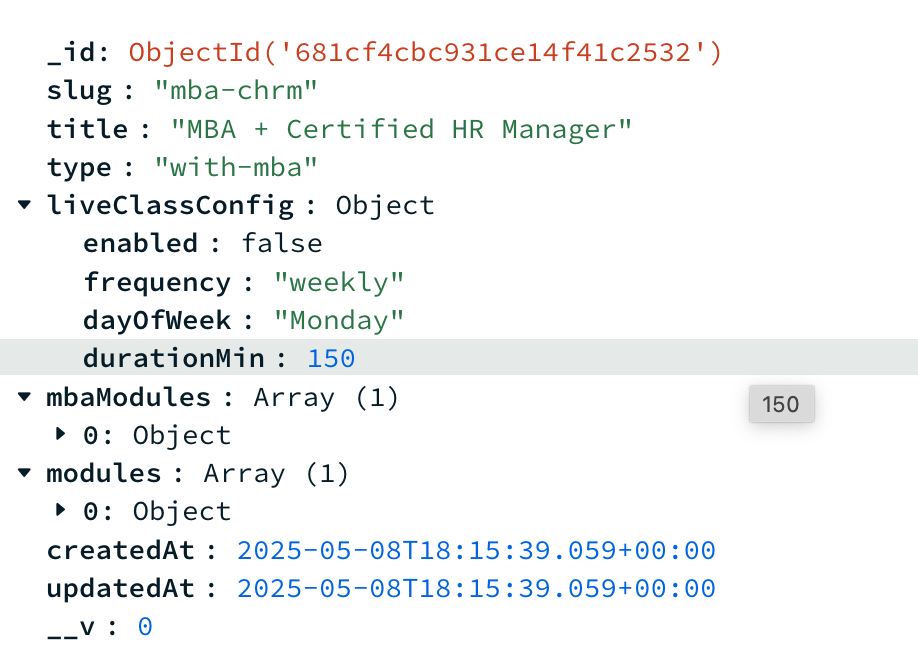 _id: ObjectId('681cf4cbc931ce14f41c2532')
slug : "mba-chrm"
title : "MBA + Certified HR Manager"
type : "with-mba"
liveClassConfig : Object
enabled : false
frequency : "weekly"
dayOfWeek : "Monday"
durationMin : 150
mbaModules : Array (1)
150
0: Object
modules : Array (1)
0: Object
createdAt : 2025-05-08T18:15:39.059+00:00
updatedAt : 2025-05-08T18:15:39.059+00:00
__v : 0